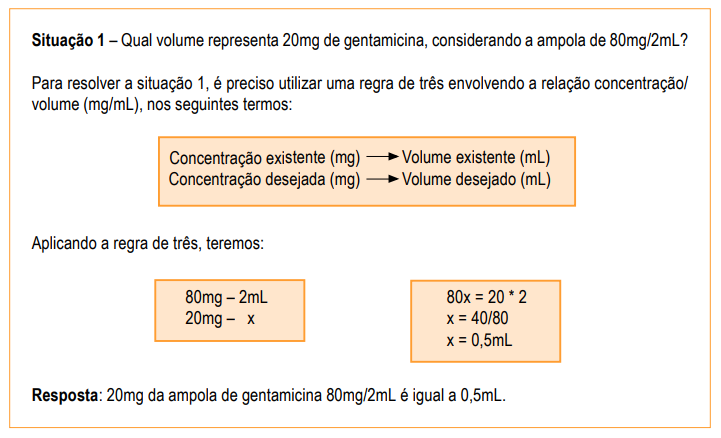 Situação 1 – Qual volume representa 20mg de gentamicina, considerando a ampola de 80mg/2mL?
Para resolver a situação 1, é preciso utilizar uma regra de três envolvendo a relação concentração/
volume (mg/mL), nos seguintes termos:
Concentração existente (mg) → Volume existente (mL)
Concentração desejada (mg) → Volume desejado (mL)
Aplicando a regra de três, teremos:
80mg – 2mL
20mg – x
80x = 20 * 2
x = 40/80
x = 0,5mL
Resposta: 20mg da ampola de gentamicina 80mg/2mL é igual a 0,5mL.